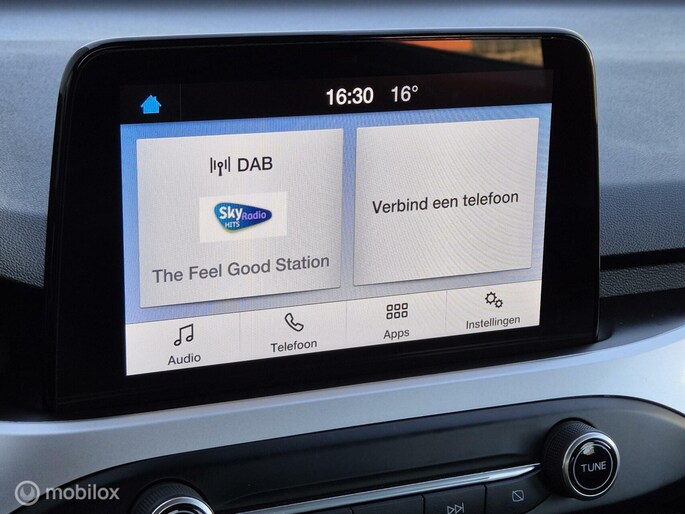 16:30 16°
DAB
Sky Radio
HITS
The Feel Good Station
Verbind een telefoon
Audio
Telefoon
Apps
Instellingen
TUNE
mobilox